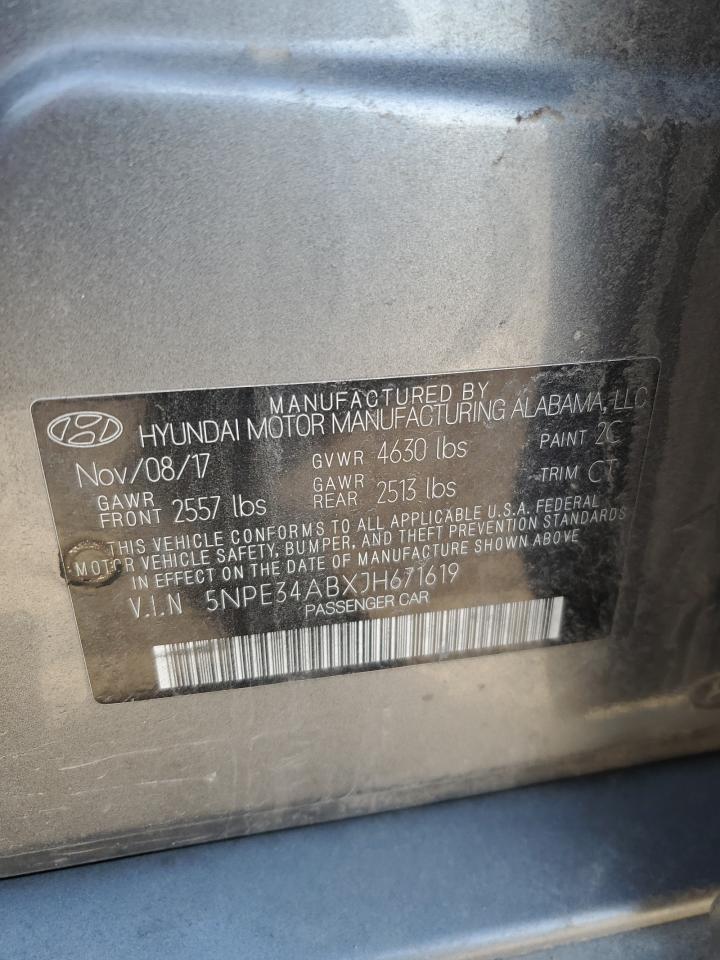 MANUFACTURED BY
HYUNDAI MOTOR MANUFACTURING ALABAMA, LLC
Nov/08/17 GVWR 4630 lbs PAINT 2C
GAWR FRONT 2557 lbs GAWR REAR 2513 lbs TRIM CT
THIS VEHICLE CONFORMS TO ALL APPLICABLE U.S.A. FEDERAL
MOTOR VEHICLE SAFETY, BUMPER, AND THEFT PREVENTION STANDARDS
IN EFFECT ON THE DATE OF MANUFACTURE SHOWN ABOVE
V.I.N 5NPE34ABXJH671619
PASSENGER CAR